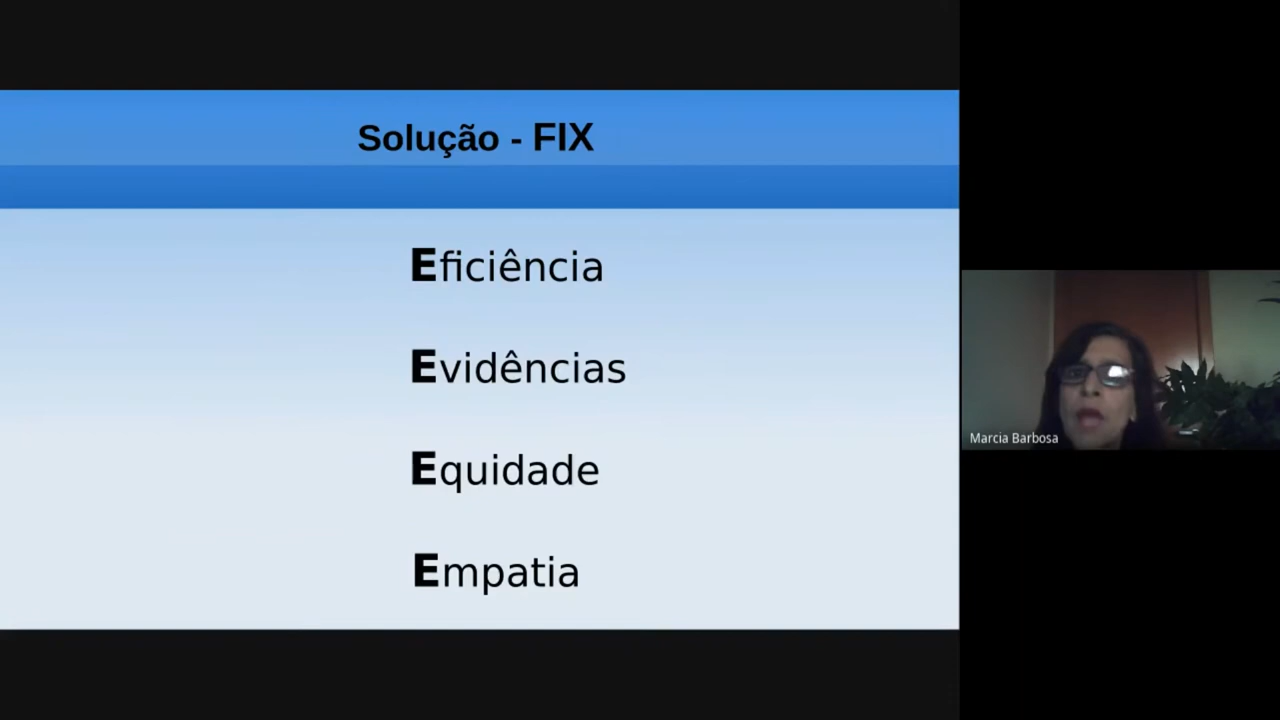 Solução - FIX
Eficiência
Evidências
Equidade
Empatia
Marcia Barbosa